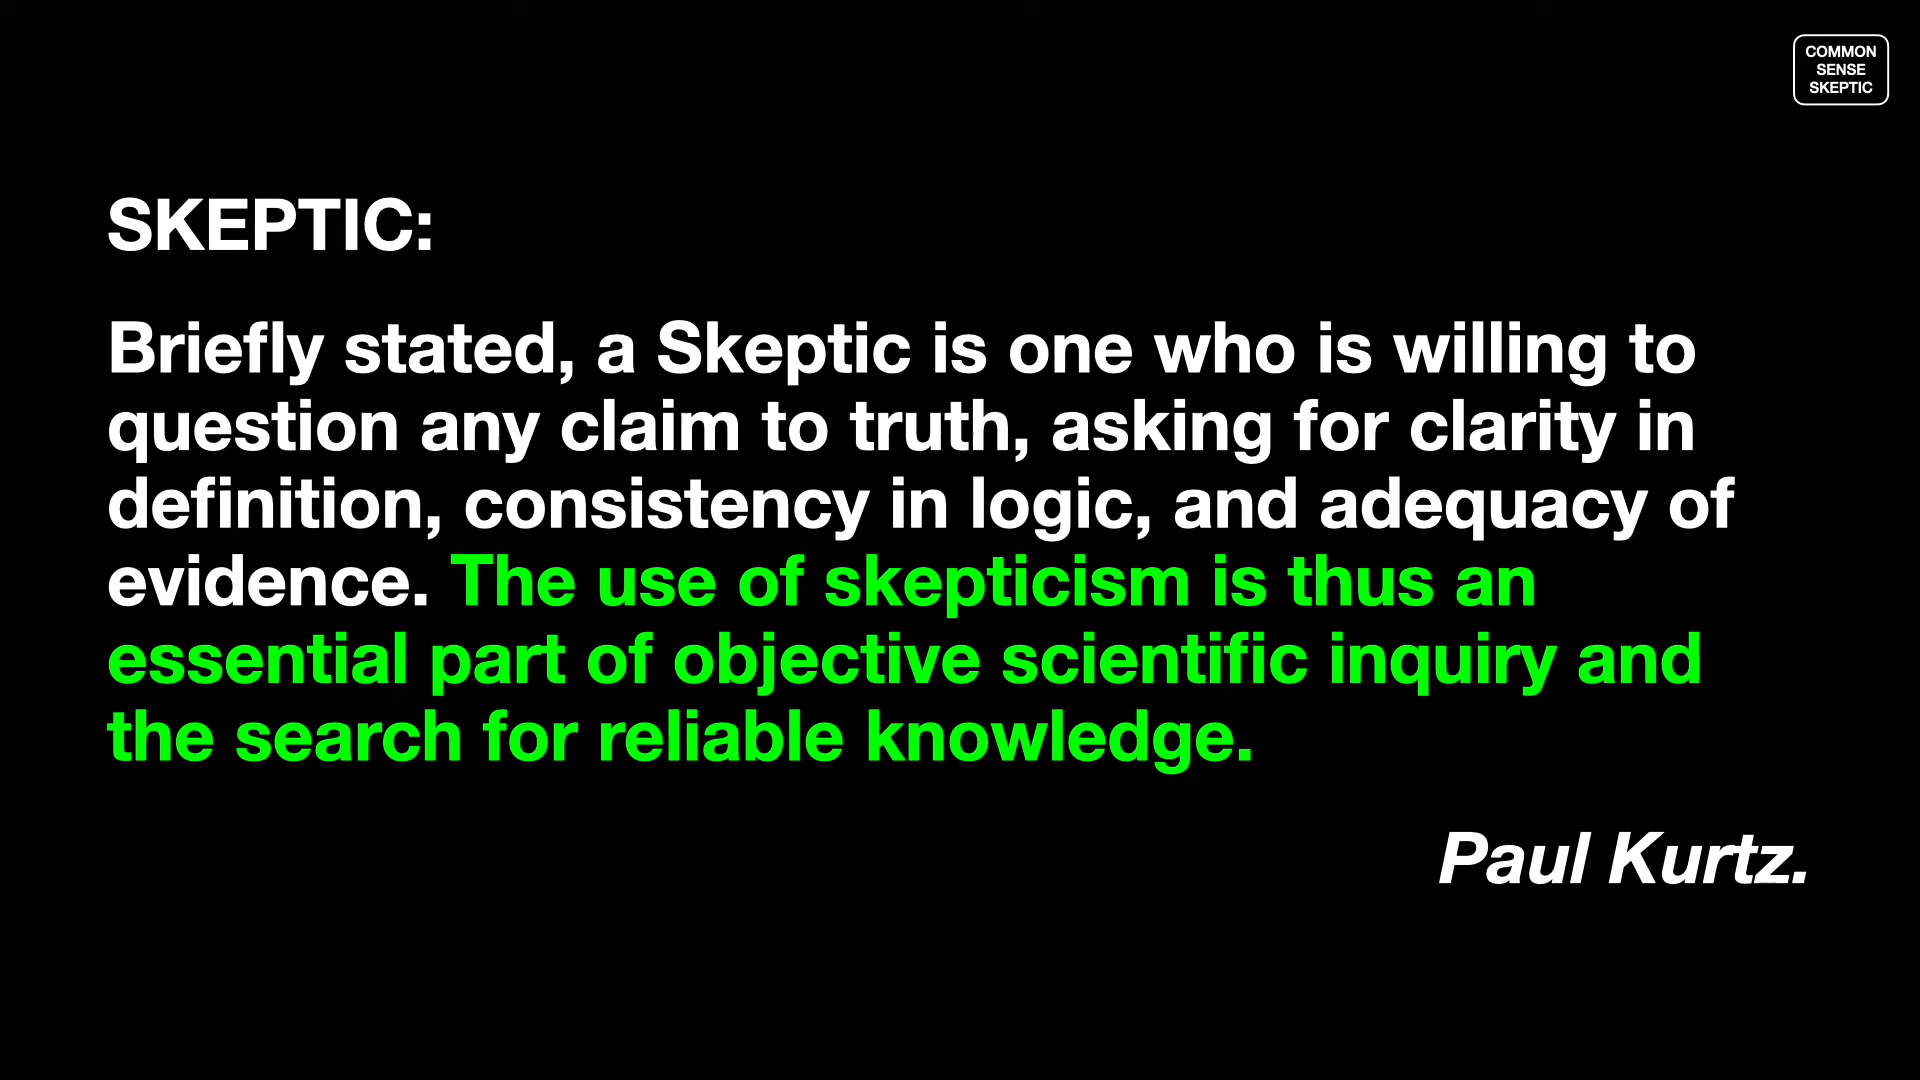 COMMON
SENSE
SKEPTIC
SKEPTIC:
Briefly stated, a Skeptic is one who is willing to
question any claim to truth, asking for clarity in
definition, consistency in logic, and adequacy of
evidence. The use of skepticism is thus an
essential part of objective scientific inquiry and
the search for reliable knowledge.
Paul Kurtz.